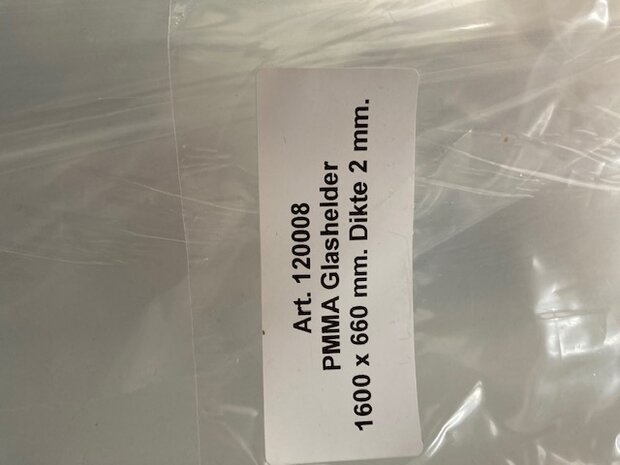 Art. 120008
PMMA Glashelder
1600 x 660 mm. Dikte 2 mm.